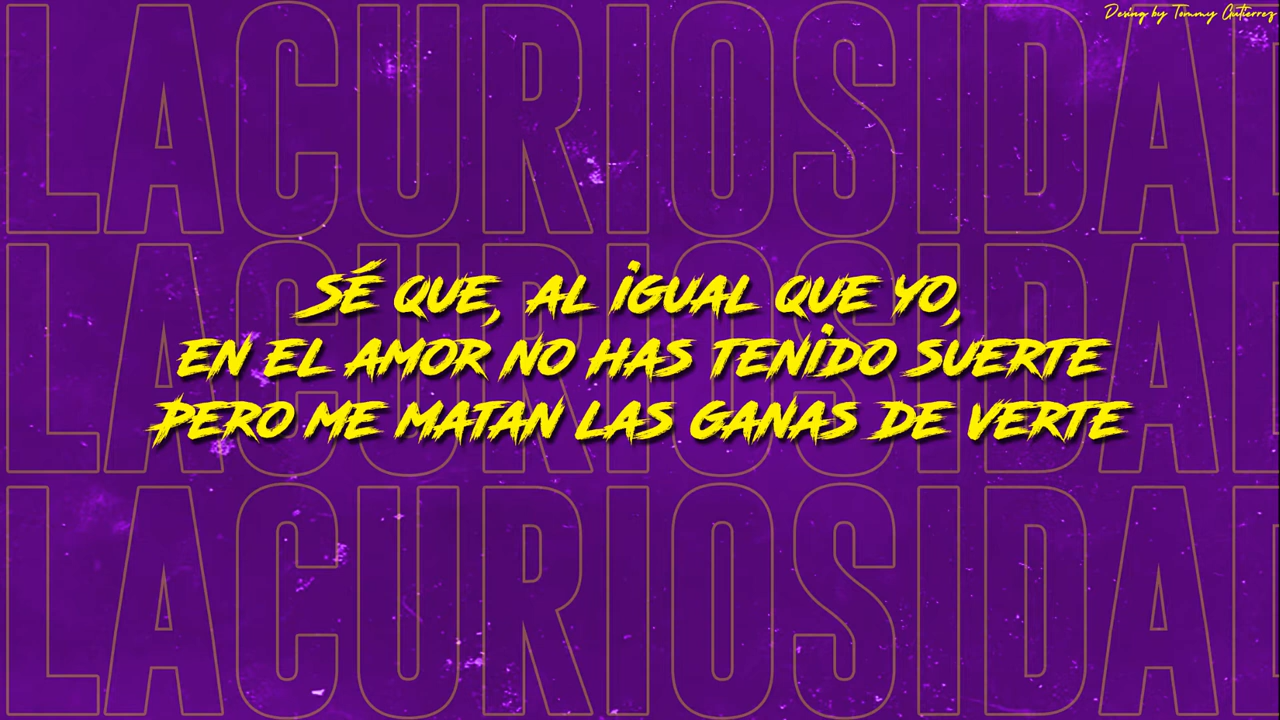 Desing by Tommy Gutierrez
LACURIOSIDAD
SÉ QUE, AL IGUAL QUE YO,
EN EL AMOR NO HAS TENIDO SUERTE
PERO ME MATAN LAS GANAS DE VERTE
LACURIOSIDAD
LACURIOSIDAD